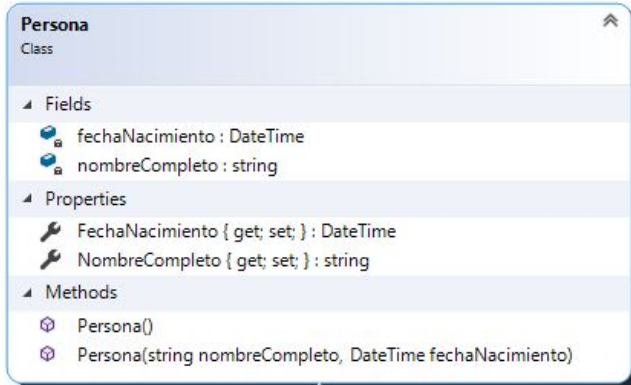 Persona
Class
Fields
fechaNacimiento : DateTime
nombreCompleto : string
Properties
FechaNacimiento { get; set; } : DateTime
NombreCompleto { get; set; } : string
Methods
Persona()
Persona(string nombreCompleto, DateTime fechaNacimiento)